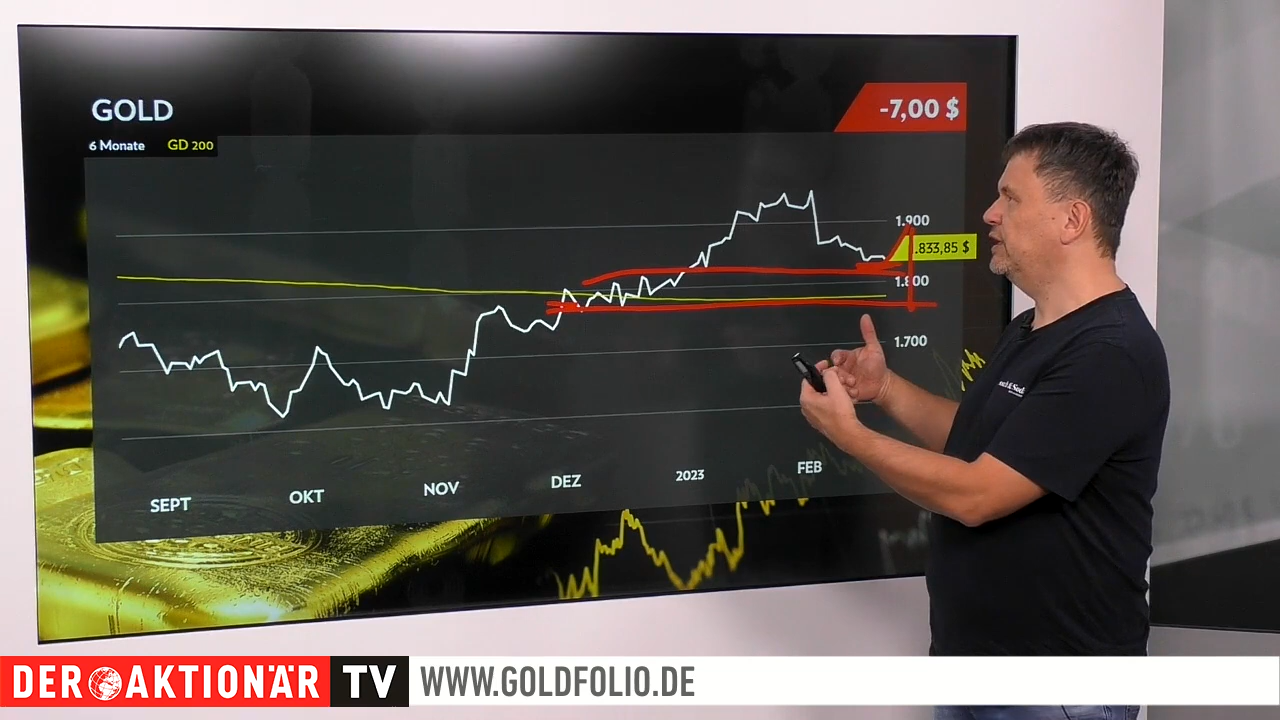 GOLD
-7,00 $
6 Monate GD 200
1.900
.833,85 $
1.800
1.700
SEPT OKT NOV DEZ 2023 FEB
DER AKTIONÄR TV WWW.GOLDFOLIO.DE